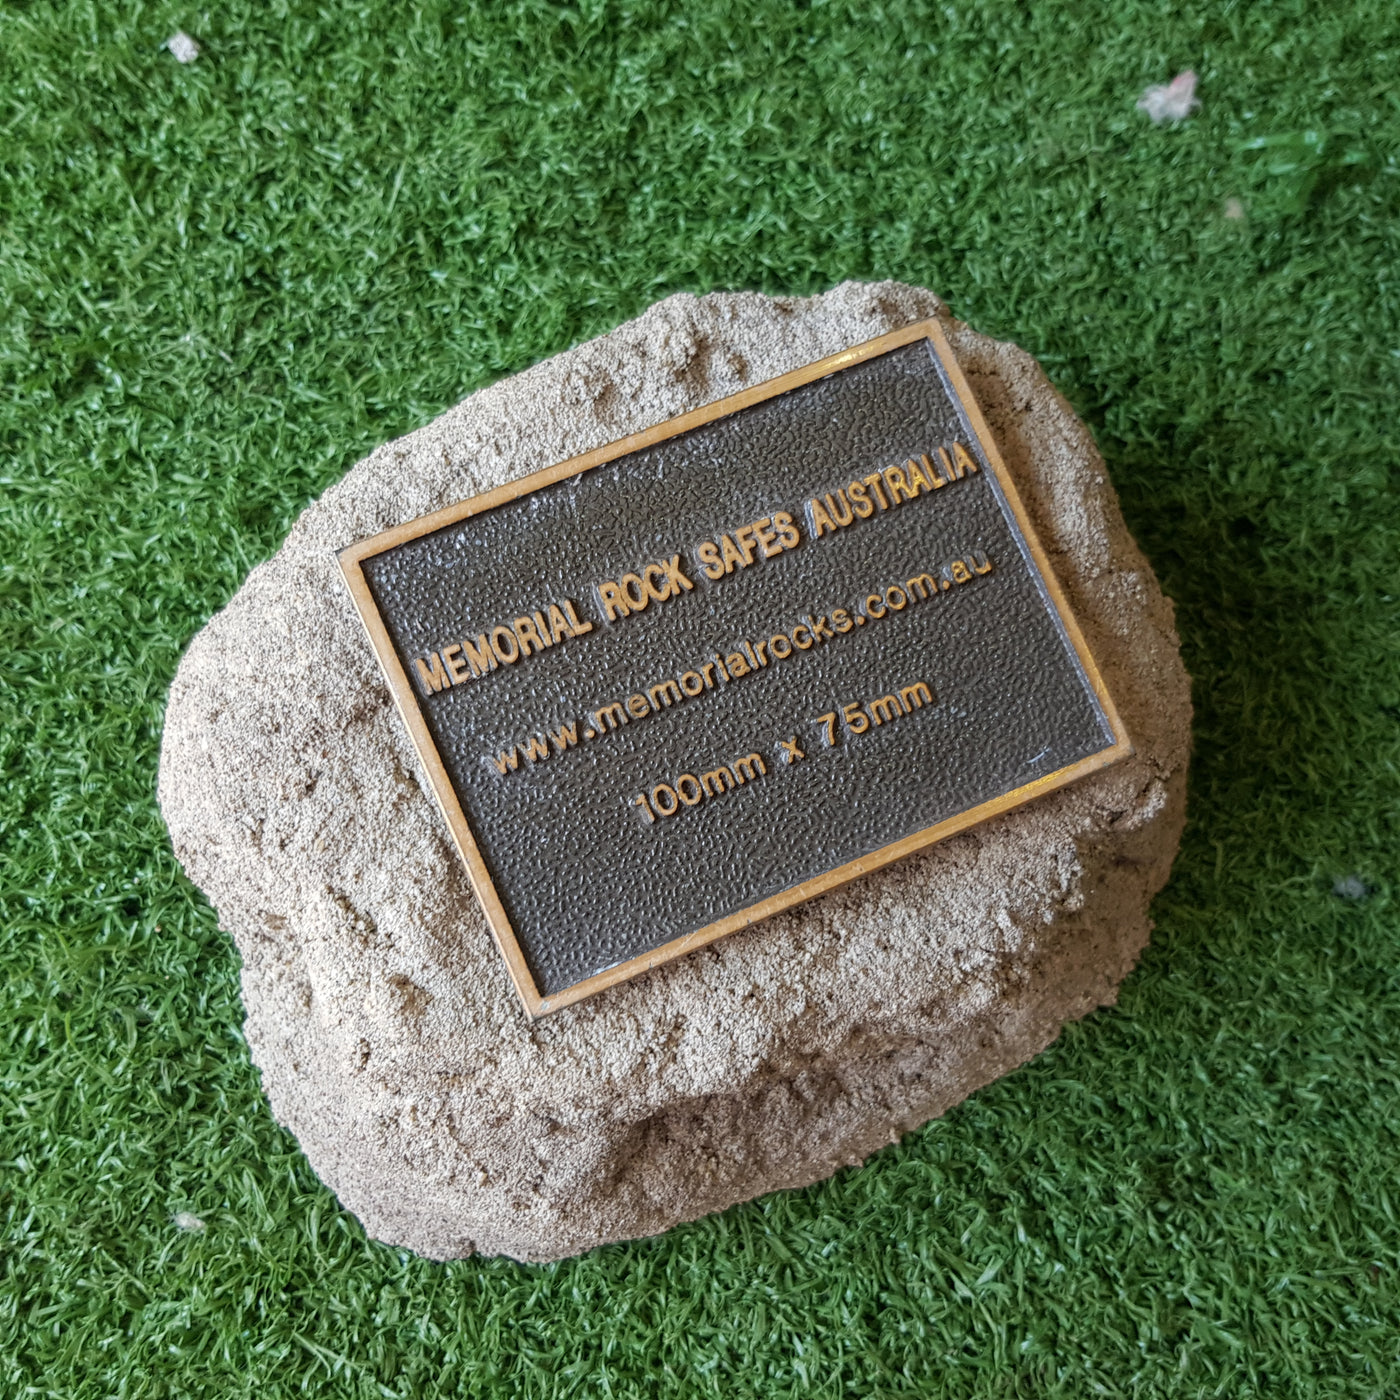 MEMORIAL ROCK SAFES AUSTRALIA
www.memorialrocks.com.au
100mm x 75mm